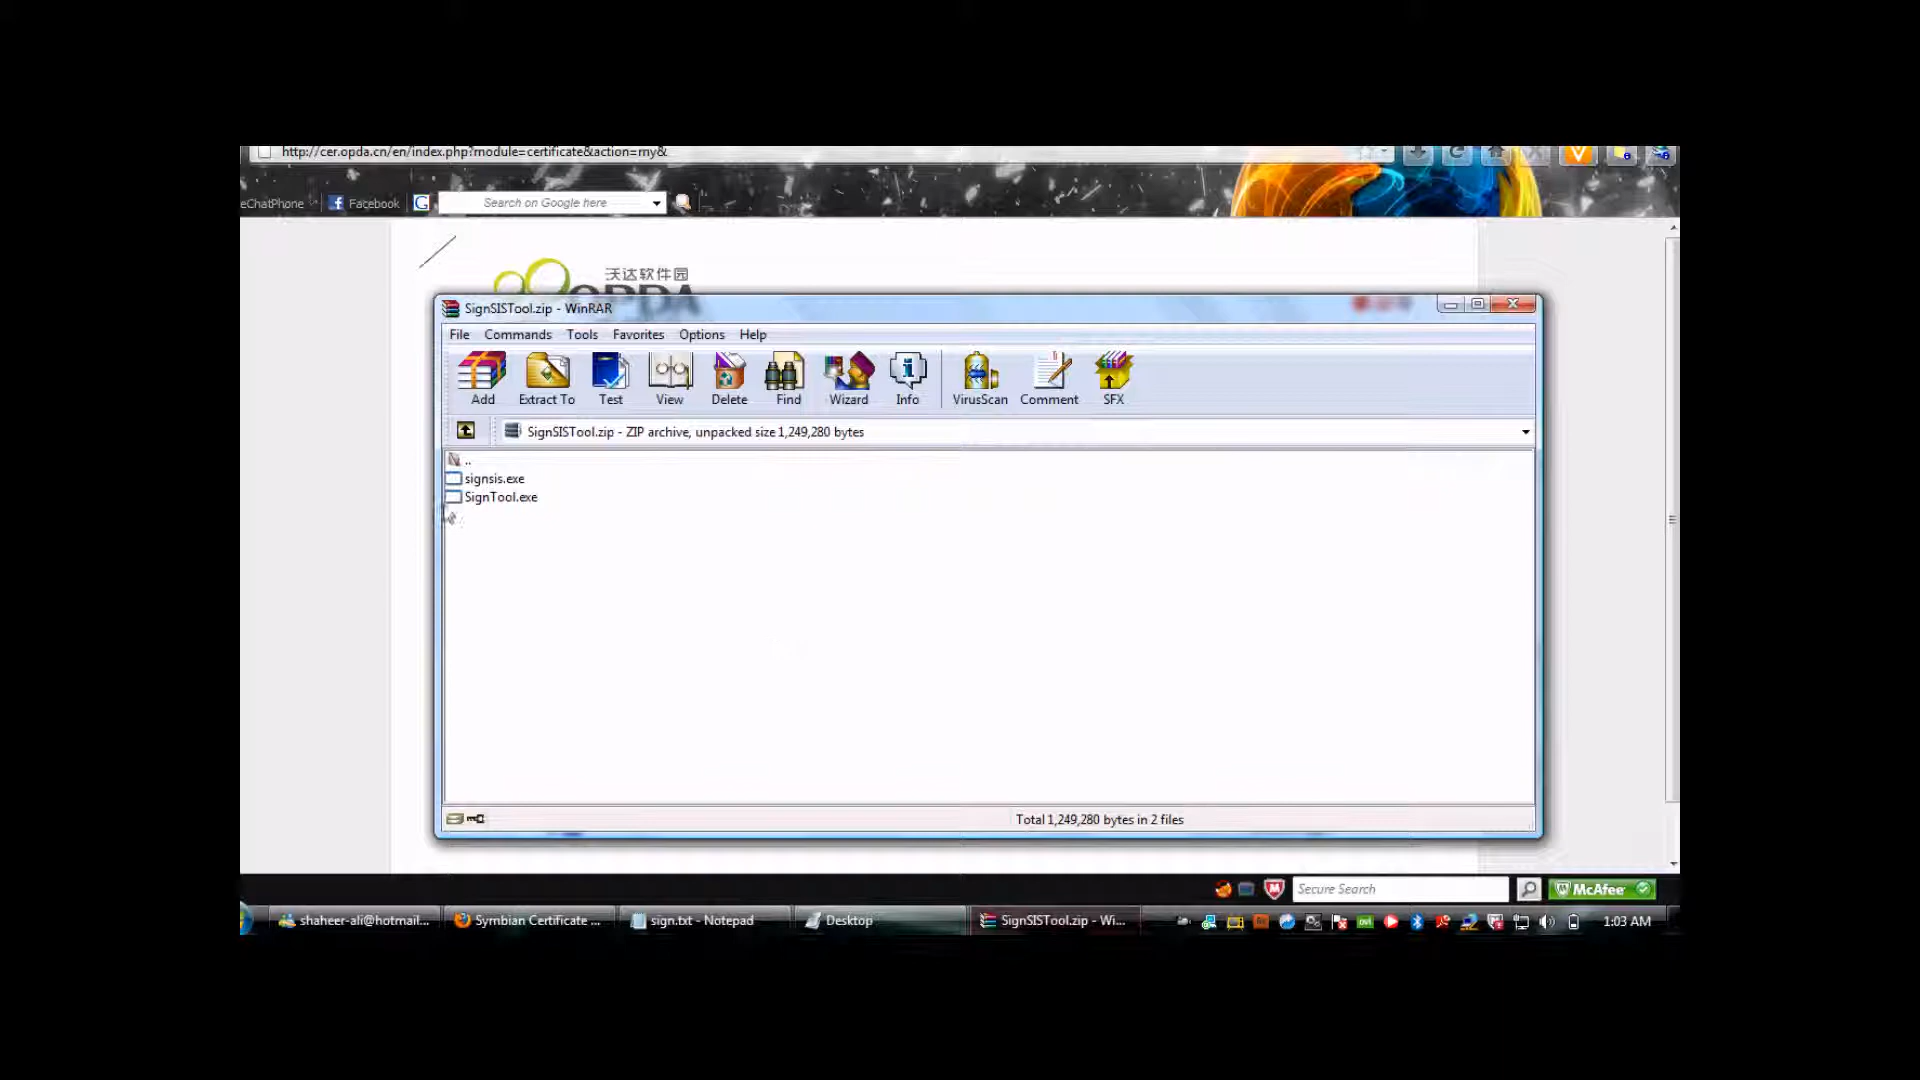 http://cer.opda.cn/en/index.php?module=certificate&action=my&
eChatPhone
Facebook
G
Search on Google here
沃达软件园
OPDA
SignSISTool.zip - WinRAR
File Commands Tools Favorites Options Help
Add Extract To Test View Delete Find Wizard Info VirusScan Comment SFX
SignSISTool.zip - ZIP archive, unpacked size 1,249,280 bytes
..
signsis.exe
SignTool.exe
Total 1,249,280 bytes in 2 files
Secure Search
McAfee
shaheer-ali@hotmail...
Symbian Certificate ...
sign.txt - Notepad
Desktop
SignSISTool.zip - Wi...
1:03 AM